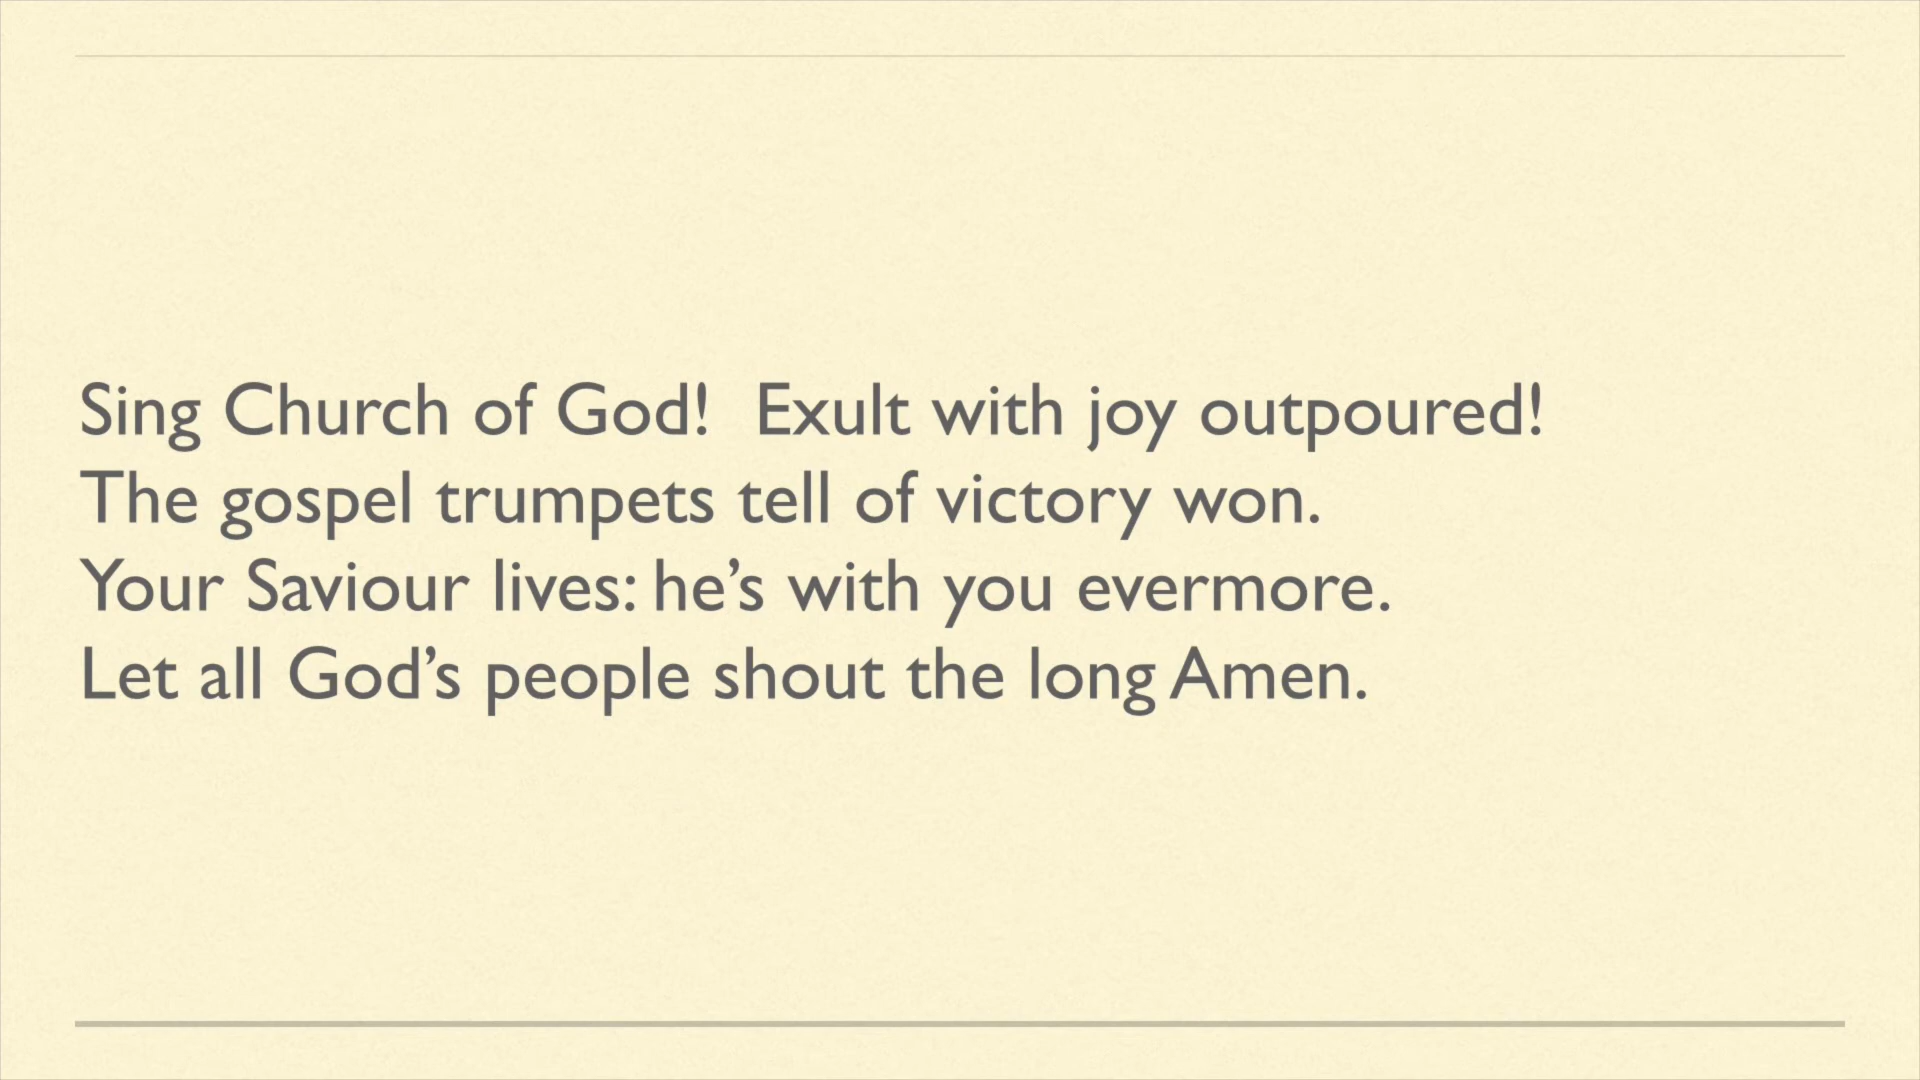 Sing Church of God!  Exult with joy outpoured!
The gospel trumpets tell of victory won.
Your Saviour lives: he’s with you evermore.
Let all God’s people shout the long Amen.